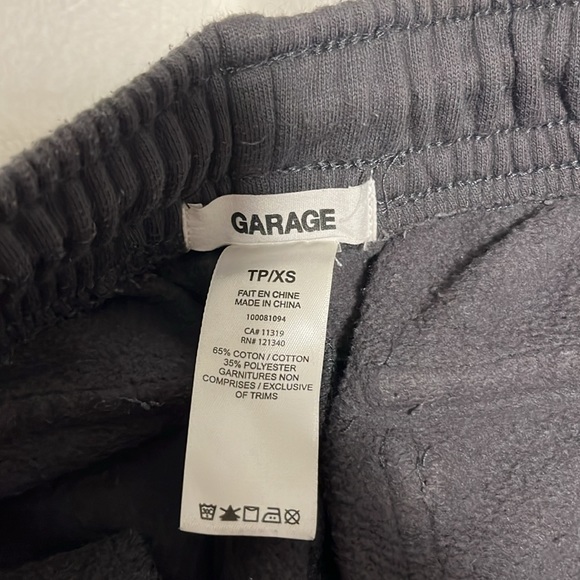 GARAGE
TP/XS
FAIT EN CHINE
MADE IN CHINA
100081094
CA# 11319
RN# 121340
65% COTON / COTTON
35% POLYESTER
GARNITURES NON
COMPRISES / EXCLUSIVE
OF TRIMS